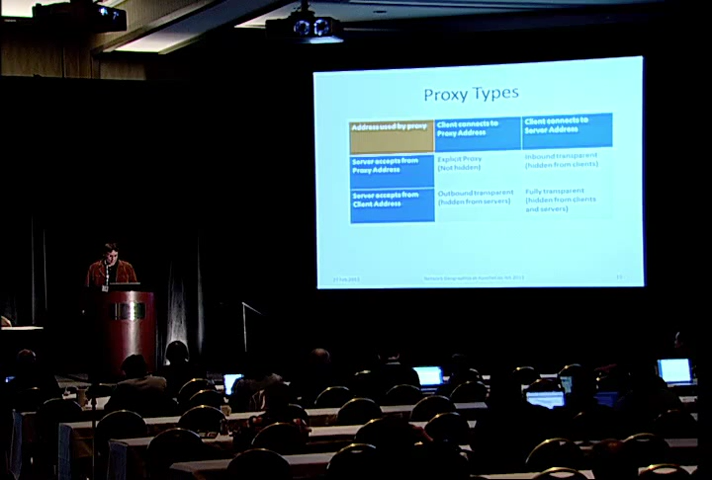 Proxy Types
Address used by proxy
Client connects to
Proxy Address
Client connects to
Server Address
Server accepts from
Proxy Address
Explicit Proxy
(Not hidden)
Inbound transparent
(hidden from clients)
Server accepts from
Client Address
Outbound transparent
(hidden from servers)
Fully transparent
(hidden from clients
and servers)